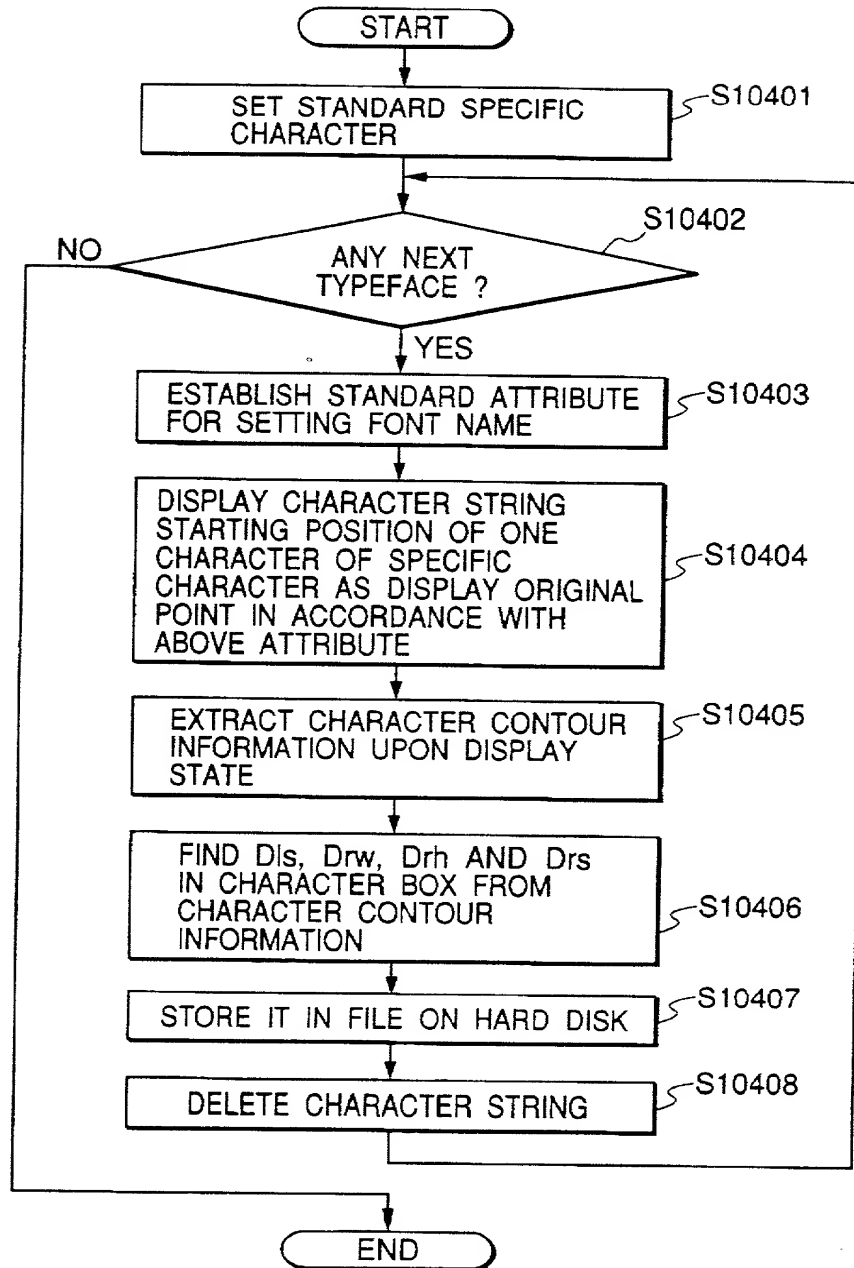 START
SET STANDARD SPECIFIC
CHARACTER
S10401
S10402
NO
ANY NEXT
TYPEFACE ?
YES
ESTABLISH STANDARD ATTRIBUTE
FOR SETTING FONT NAME
S10403
DISPLAY CHARACTER STRING
STARTING POSITION OF ONE
CHARACTER OF SPECIFIC
CHARACTER AS DISPLAY ORIGINAL
POINT IN ACCORDANCE WITH
ABOVE ATTRIBUTE
S10404
EXTRACT CHARACTER CONTOUR
INFORMATION UPON DISPLAY
STATE
S10405
FIND Dls, Drw, Drh AND Drs
IN CHARACTER BOX FROM
CHARACTER CONTOUR
INFORMATION
S10406
STORE IT IN FILE ON HARD DISK
S10407
DELETE CHARACTER STRING
S10408
END